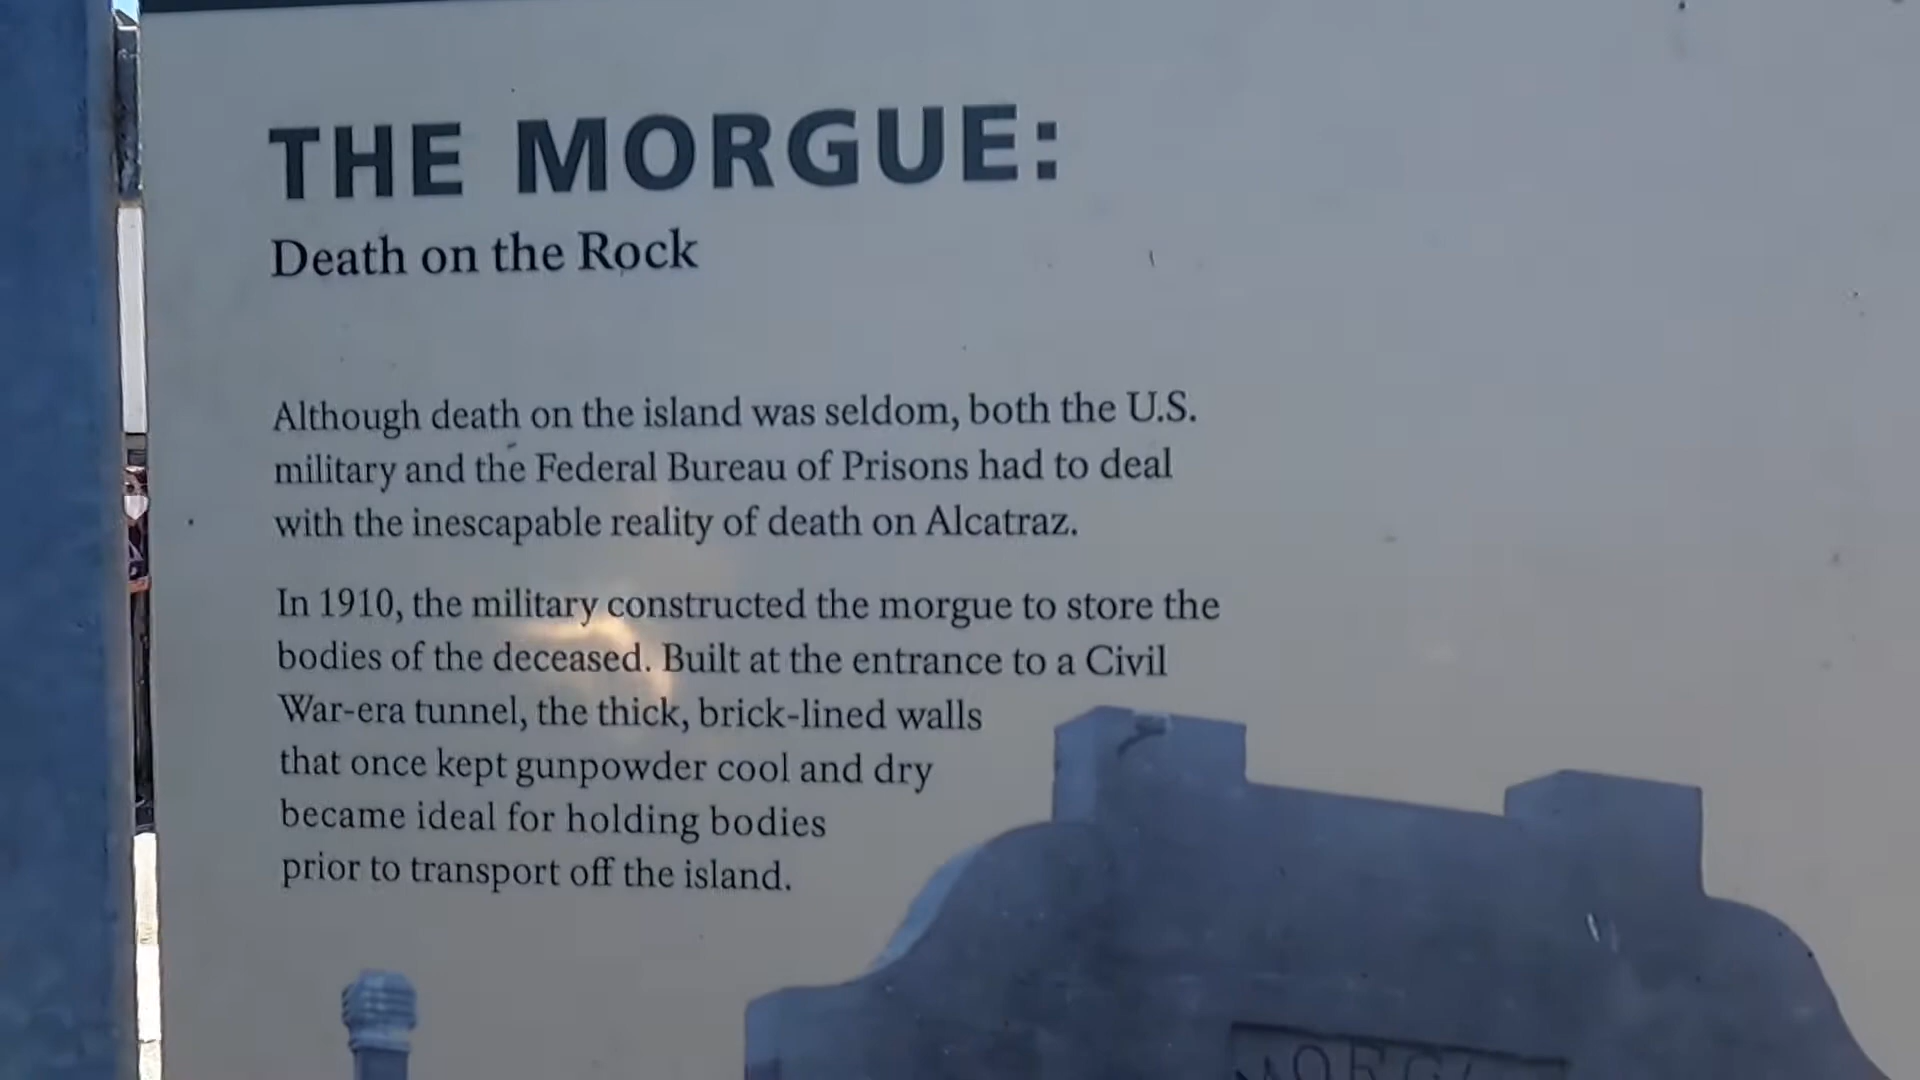 THE MORGUE:
Death on the Rock
Although death on the island was seldom, both the U.S.
military and the Federal Bureau of Prisons had to deal
with the inescapable reality of death on Alcatraz.
In 1910, the military constructed the morgue to store the
bodies of the deceased. Built at the entrance to a Civil
War-era tunnel, the thick, brick-lined walls
that once kept gunpowder cool and dry
became ideal for holding bodies
prior to transport off the island.